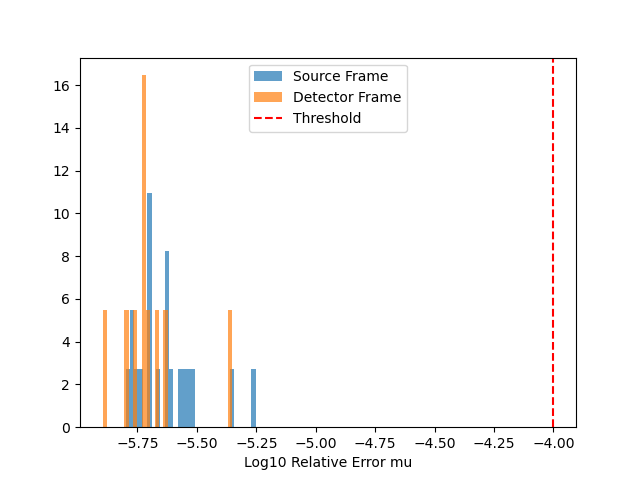 16
14
12
10
8
6
4
2
0
Source Frame
Detector Frame
Threshold
−5.75 −5.50 −5.25 −5.00 −4.75 −4.50 −4.25 −4.00
Log10 Relative Error mu